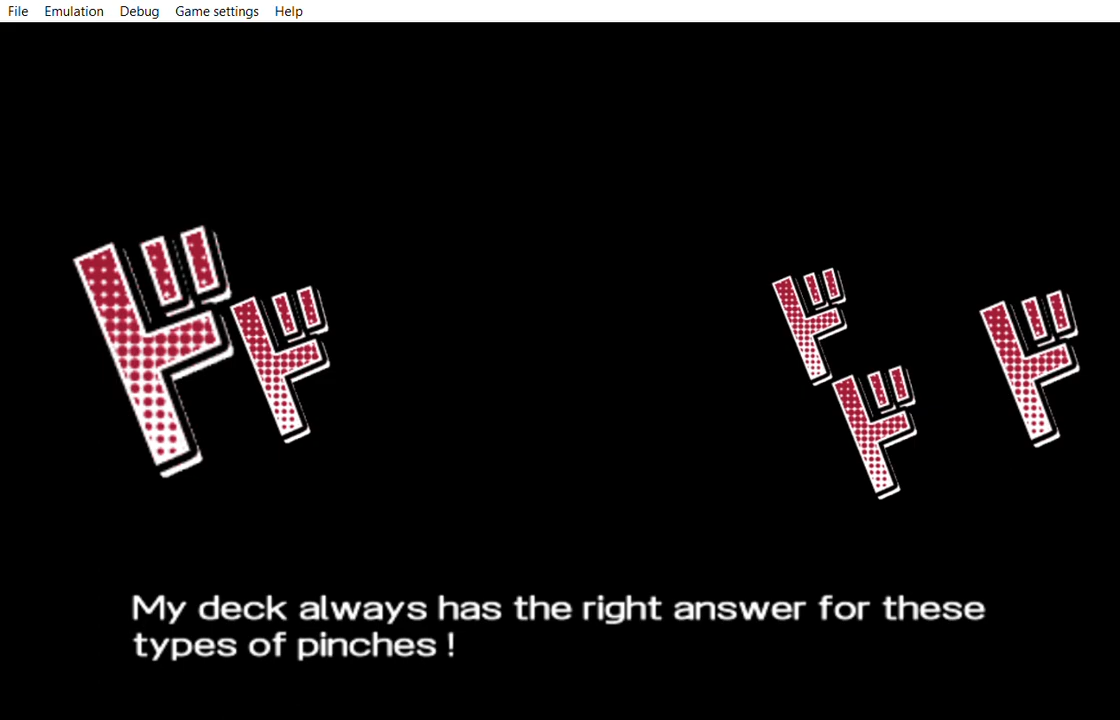 File Emulation Debug Game settings Help
ドド
ド
ド
ド
My deck always has the right answer for these
types of pinches !